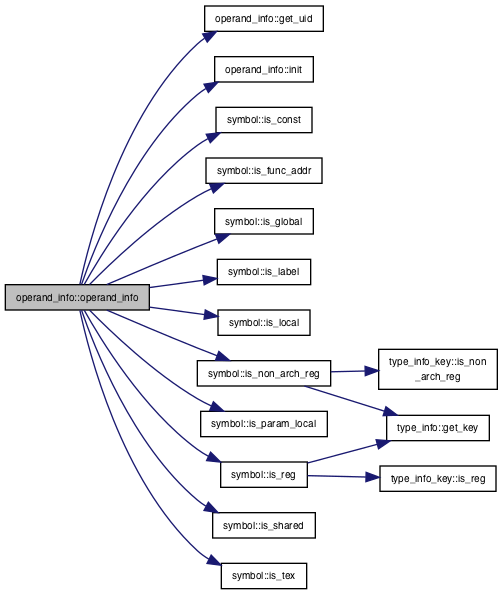 operand_info::get_uid
operand_info::init
symbol::is_const
symbol::is_func_addr
symbol::is_global
symbol::is_label
operand_info::operand_info
symbol::is_local
symbol::is_non_arch_reg
type_info_key::is_non
_arch_reg
symbol::is_param_local
type_info::get_key
symbol::is_reg
type_info_key::is_reg
symbol::is_shared
symbol::is_tex